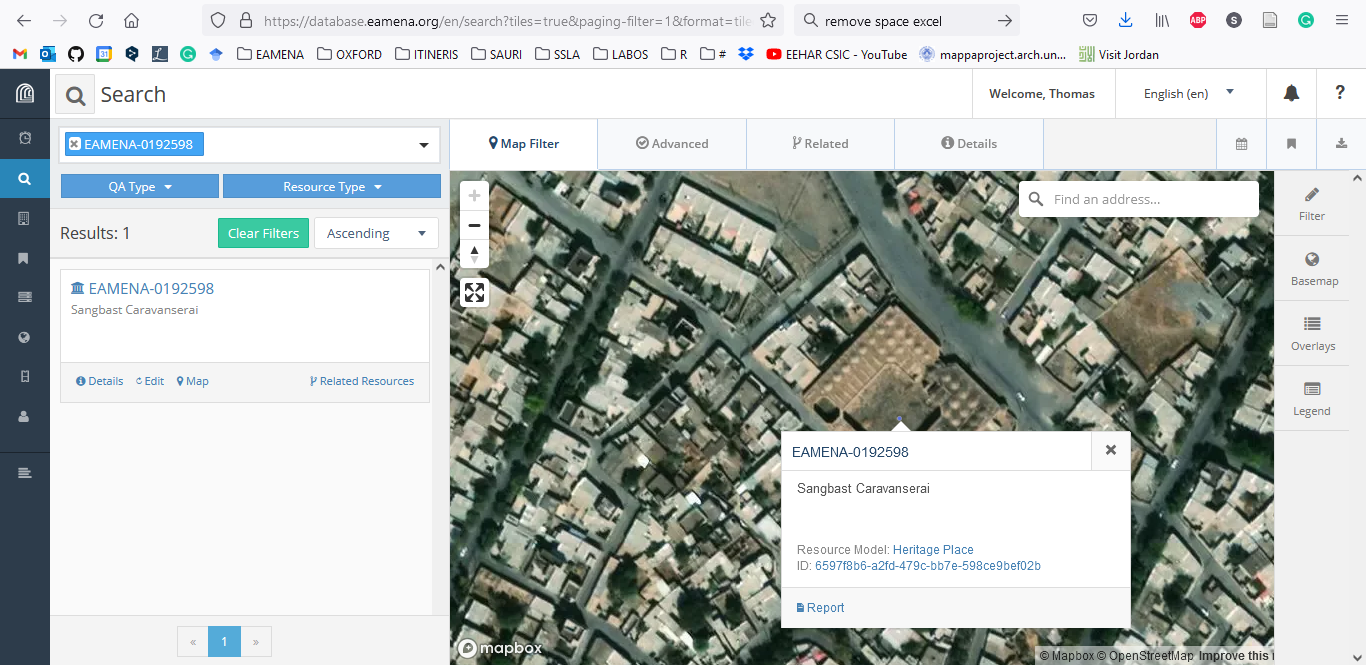 https://database.eamena.org/en/search?tiles=true&paging-filter=1&format=tile
remove space excel
EAMENA
OXFORD
ITINERIS
SAURI
SSLA
LABOS
R
#
EEHAR CSIC - YouTube
mappaproject.arch.un...
Visit Jordan
Search
Welcome, Thomas
English (en)
?
EAMENA-0192598
Map Filter
Advanced
Related
Details
QA Type
Resource Type
Results: 1
Clear Filters
Ascending
Find an address...
Filter
Basemap
Overlays
Legend
EAMENA-0192598
Sangbast Caravanserai
Details
Edit
Map
Related Resources
EAMENA-0192598
Sangbast Caravanserai
Resource Model: Heritage Place
ID: 6597f8b6-a2fd-479c-bb7e-598ce9bef02b
Report
« 1 »
mapbox
© Mapbox © OpenStreetMap Improve this